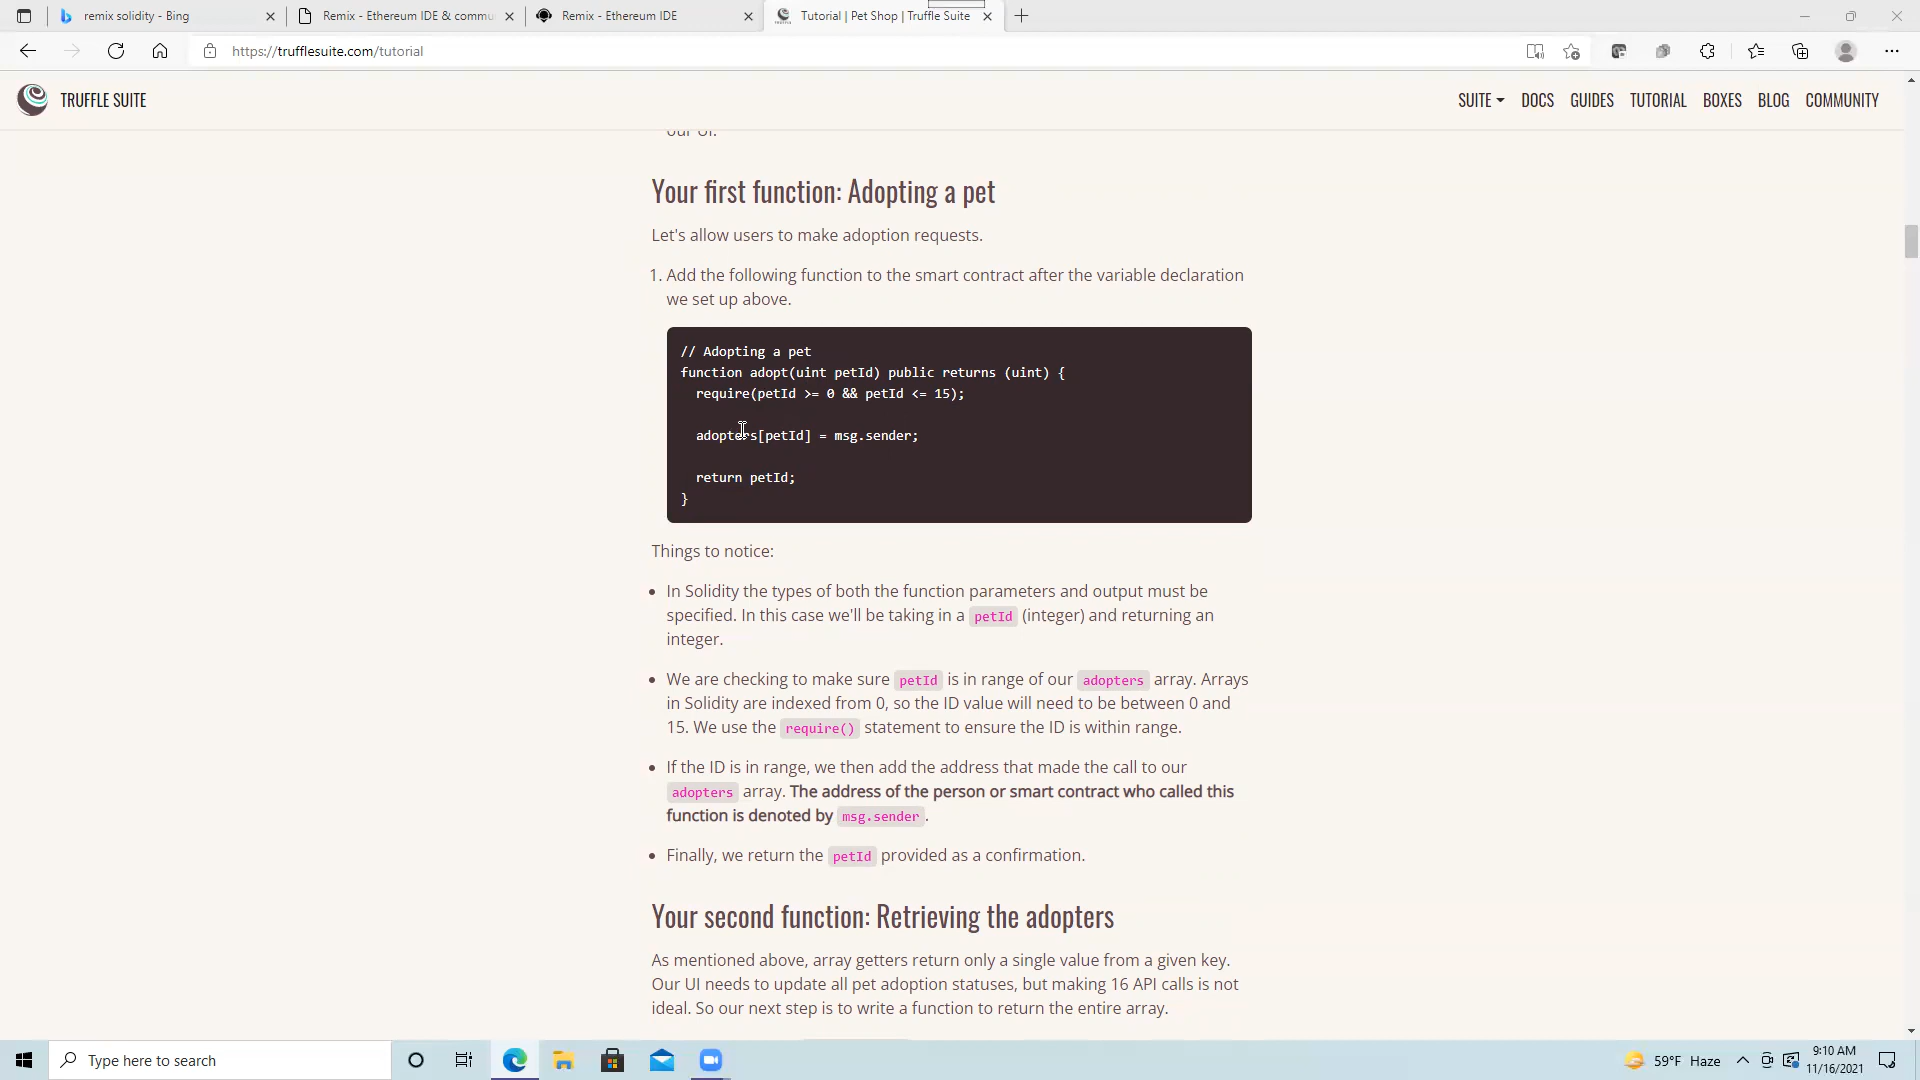 remix solidity - Bing
Remix - Ethereum IDE & commu
Remix - Ethereum IDE
Tutorial | Pet Shop | Truffle Suite
https://trufflesuite.com/tutorial
TRUFFLE SUITE
SUITE
DOCS
GUIDES
TUTORIAL
BOXES
BLOG
COMMUNITY
our UI.
Your first function: Adopting a pet
Let's allow users to make adoption requests.
1. Add the following function to the smart contract after the variable declaration
we set up above.
// Adopting a pet
function adopt(uint petId) public returns (uint) {
require(petId >= 0 && petId <= 15);
adopters[petId] = msg.sender;
return petId;
}
Things to notice:
• In Solidity the types of both the function parameters and output must be
specified. In this case we'll be taking in a petId (integer) and returning an
integer.
• We are checking to make sure petId is in range of our adopters array. Arrays
in Solidity are indexed from 0, so the ID value will need to be between 0 and
15. We use the require() statement to ensure the ID is within range.
• If the ID is in range, we then add the address that made the call to our
adopters array. The address of the person or smart contract who called this
function is denoted by msg.sender.
• Finally, we return the petId provided as a confirmation.
Your second function: Retrieving the adopters
As mentioned above, array getters return only a single value from a given key.
Our UI needs to update all pet adoption statuses, but making 16 API calls is not
ideal. So our next step is to write a function to return the entire array.
Type here to search
59°F Haze
9:10 AM
11/16/2021